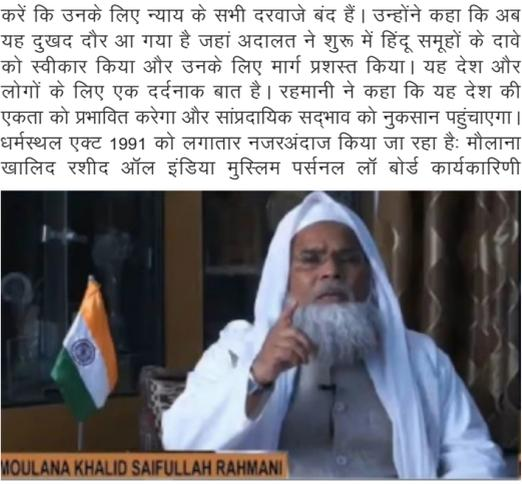 करें कि उनके लिए न्याय के सभी दरवाजे बंद हैं। उन्होंने कहा कि अब
यह दुखद दौर आ गया है जहां अदालत ने शुरू में हिंदू समूहों के दावे
को स्वीकार किया और उनके लिए मार्ग प्रशस्त किया। यह देश और
लोगों के लिए एक दर्दनाक बात है। रहमानी ने कहा कि यह देश की
एकता को प्रभावित करेगा और सांप्रदायिक सद्भाव को नुकसान पहुंचाएगा।
धर्मस्थल एक्ट 1991 को लगातार नजरअंदाज किया जा रहा हैः मौलाना
खालिद रशीद ऑल इंडिया मुस्लिम पर्सनल लॉ बोर्ड कार्यकारिणी
MOULANA KHALID SAIFULLAH RAHMANI